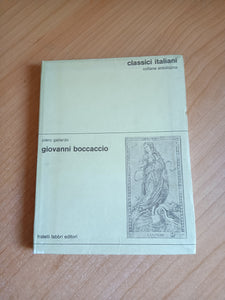 classici italiani
collana antologica
piero gallardo
giovanni boccaccio
fratelli fabbri editori